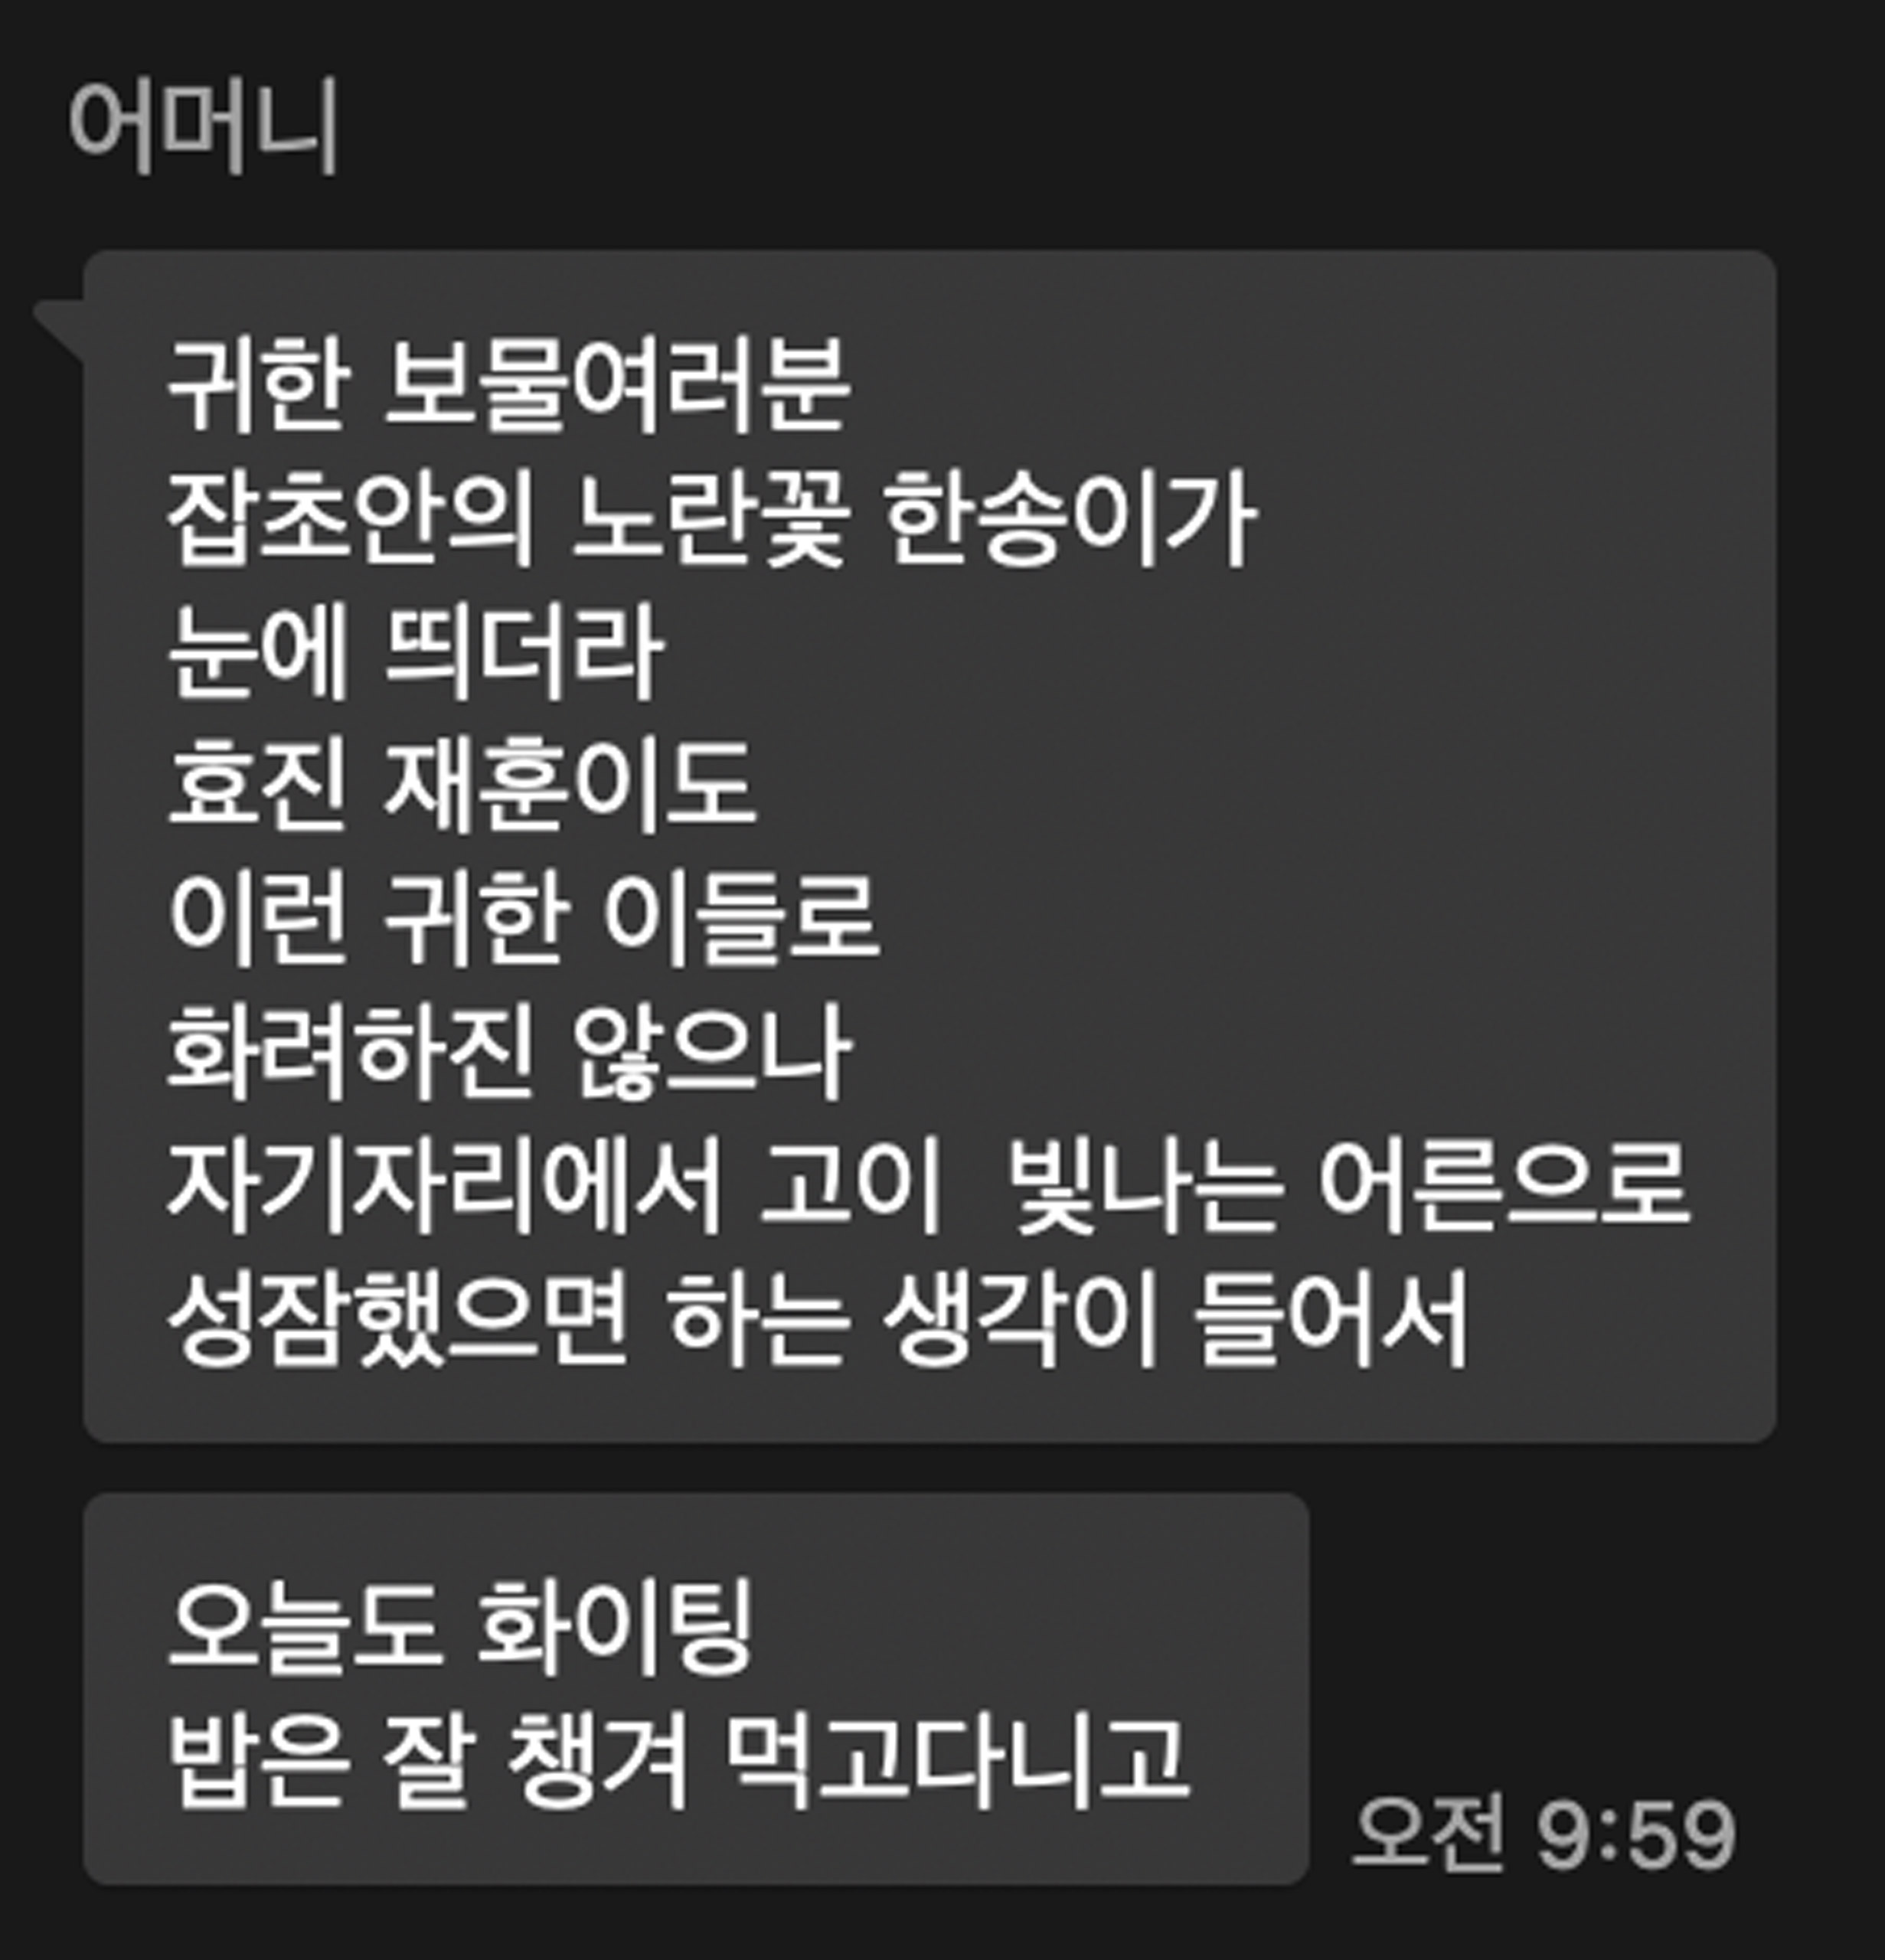 어머니
귀한 보물여러분
잡초안의 노란꽃 한송이가
눈에 띄더라
효진 재훈이도
이런 귀한 이들로
화려하진 않으나
자기자리에서 고이  빛나는 어른으로
성잠했으면 하는 생각이 들어서
오늘도 화이팅
밥은 잘 챙겨 먹고다니고
오전 9:59